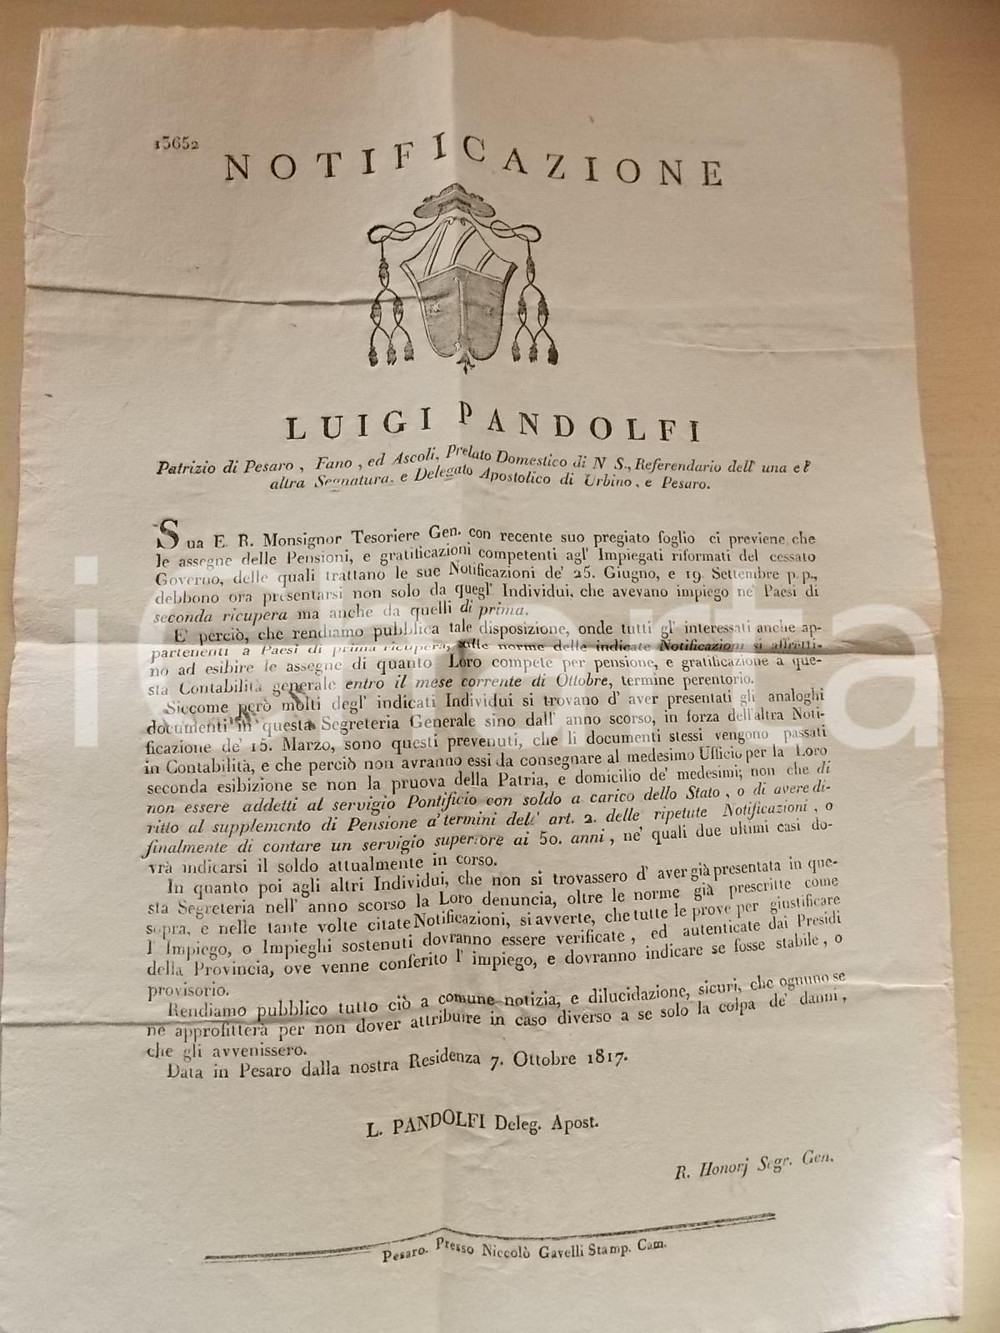 13652
NOTIFICAZIONE
LUIGI PANDOLFI
Patrizio di Pesaro, Fano, ed Ascoli, Prelato Domestico di N S., Referendario dell' una e l'
altra Segnatura, e Delegato Apostolico di Urbino, e Pesaro.
Sua E. R. Monsignor Tesoriere Gen. con recente suo pregiato foglio ci previene, che
le assegne delle Pensioni, e gratificazioni competenti agl' Impiegati riformati del cessato
Governo, delle quali trattano le sue Notificazioni de' 25. Giugno, e 19. Settembre p. p.,
debbono ora presentarsi non solo da quegl' Individui, che avevano impiego ne' Paesi di
seconda ricupera ma anche da quelli di prima.
E' perciò, che rendiamo pubblica tale disposizione, onde tutti gl' interessati anche ap-
partenenti a Paesi di prima ricupera, sulle norme delle indicate Notificazioni si affretti-
no ad esibire le assegne di quanto Loro compete per pensione, e gratificazione a que-
sta Contabilità generale entro il mese corrente di Ottobre, termine perentorio.
Siccome però molti degl' indicati Individui si trovano d' aver presentati gli analoghi
documenti in questa Segreteria Generale sino dall' anno scorso, in forza dell'altra Noti-
ficazione de' 15. Marzo, sono questi prevenuti, che li documenti stessi vengono passati
in Contabilità, e che perciò non avranno essi da consegnare al medesimo Ufficio per la Loro
seconda esibizione se non la pruova della Patria, e domicilio de' medesimi; non che di
non essere addetti al servigio Pontificio con soldo a carico dello Stato, o di avere di-
ritto al supplemento di Pensione a' termini dell' art. 2. delle ripetute Notificazioni, o
finalmente di contare un servigio superiore ai 50. anni, ne' quali due ultimi casi do-
vrà indicarsi il soldo attualmente in corso.
In quanto poi agli altri Individui, che non si trovassero d' aver già presentata in que-
sta Segreteria nell' anno scorso la Loro denuncia, oltre le norme già prescritte come
sopra, e nelle tante volte citate Notificazioni, si avverte, che tutte le prove per giustificare
l' Impiego, o Impieghi sostenuti dovranno essere verificate, ed autenticate dai Presidi
della Provincia, ove venne conferito l' impiego, e dovranno indicare se fosse stabile, o
provisorio.
Rendiamo pubblico tutto ciò a comune notizia, e dilucidazione, sicuri, che ognuno se
ne approfitterà per non dover attribuire in caso diverso a se solo la colpa de' danni,
che gli avvenissero.
Data in Pesaro dalla nostra Residenza 7. Ottobre 1817.
L. PANDOLFI Deleg. Apost.
R. Honorj Segr. Gen.
Pesaro. Presso Niccolò Gavelli Stamp. Cam.